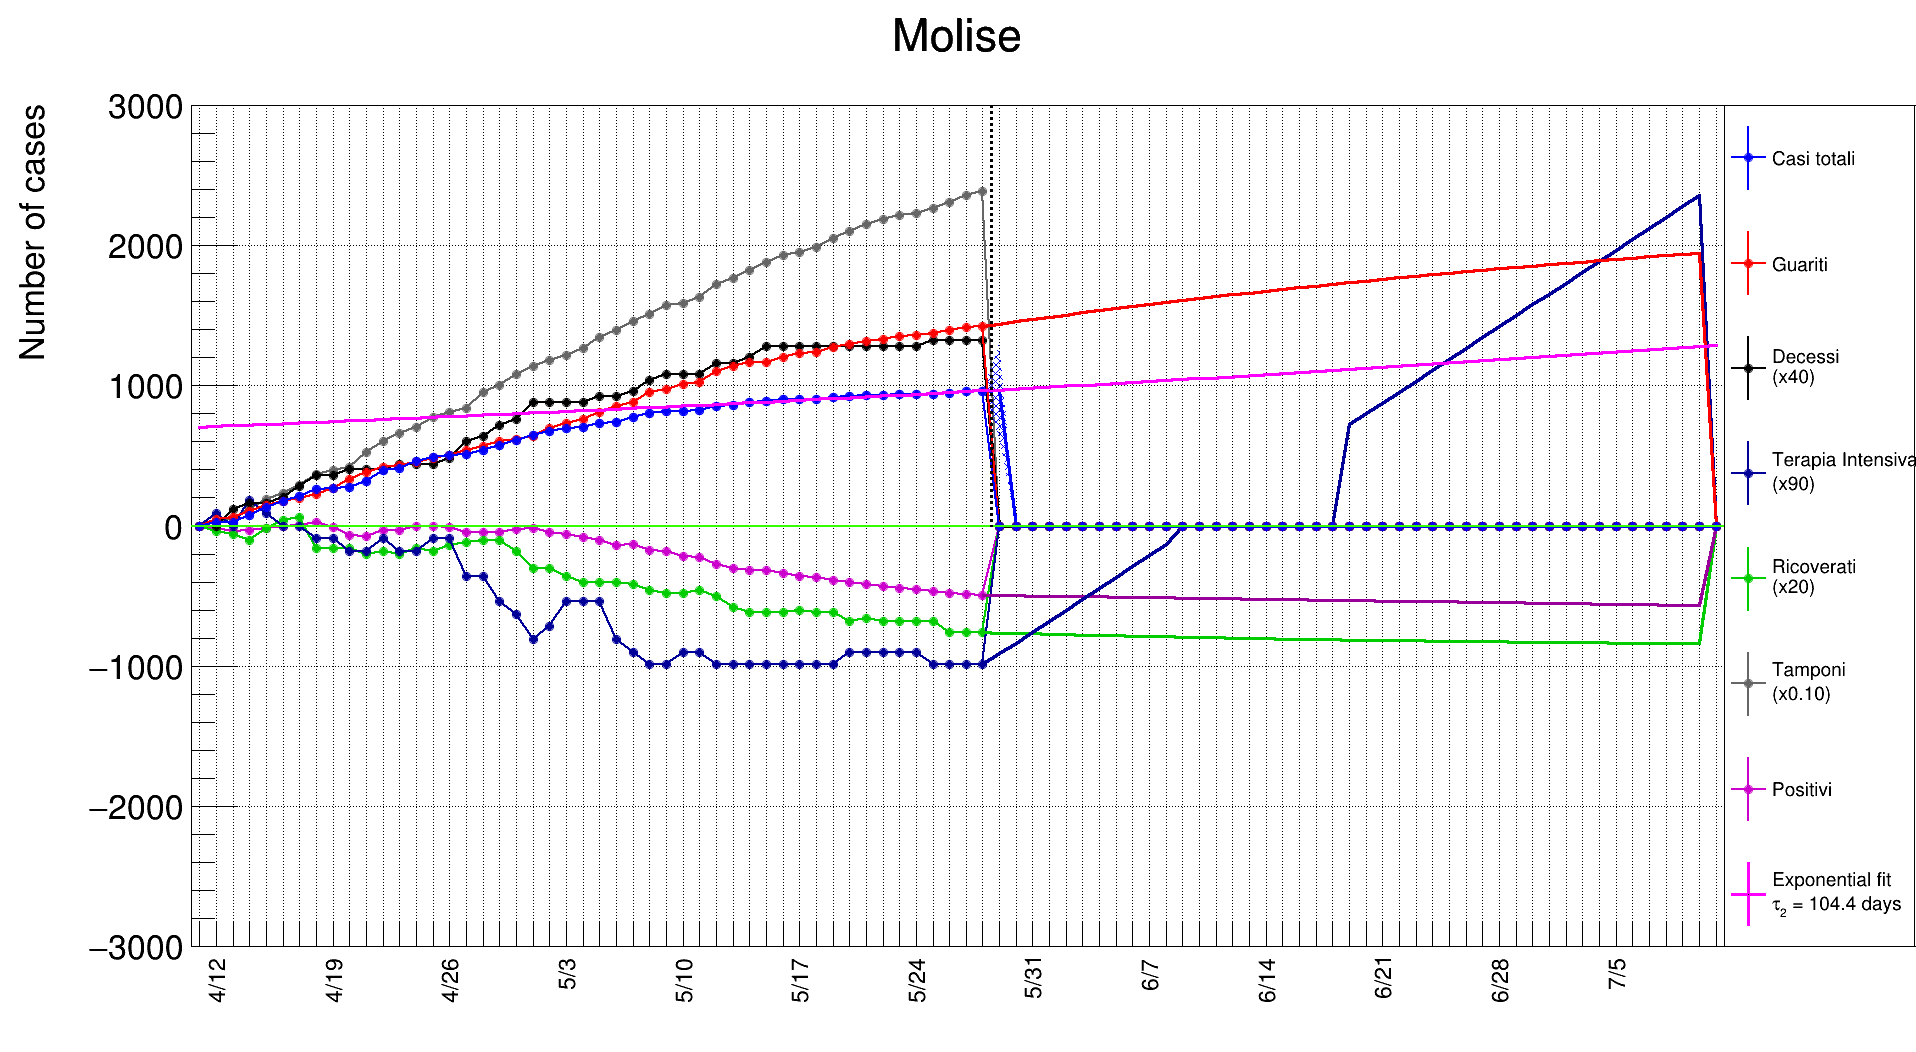 Molise
Number of cases
3000
2000
1000
0
−1000
−2000
−3000
4/12
4/19
4/26
5/3
5/10
5/17
5/24
5/31
6/7
6/14
6/21
6/28
7/5
Casi totali
Guariti
Decessi
(x40)
Terapia Intensiva
(x90)
Ricoverati
(x20)
Tamponi
(x0.10)
Positivi
Exponential fit
τ2 = 104.4 days